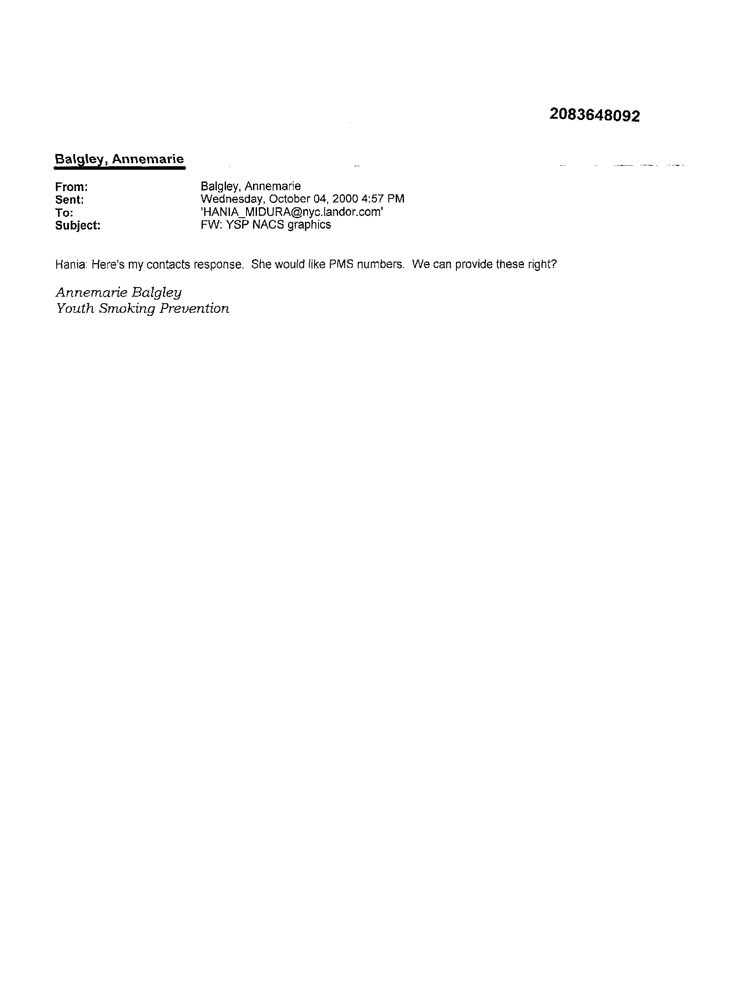 2083648092
Balgley, Annemarie
From: Balgley, Annemarie
Sent: Wednesday, October 04, 2000 4:57 PM
To: 'HANIA_MIDURA@nyc.landor.com'
Subject: FW: YSP NACS graphics
Hania: Here's my contacts response. She would like PMS numbers. We can provide these right?
Annemarie Balgley
Youth Smoking Prevention